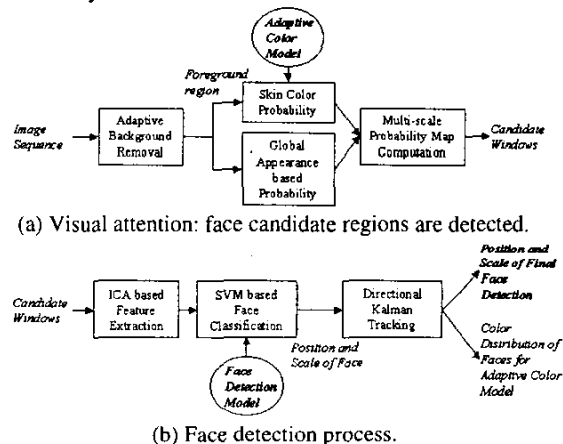 Adaptive
Color
Model
Foreground
region
Skin Color
Probability
Image
Sequence
Adaptive
Background
Removal
Global
Appearance
based
Probability
Multi-scale
Probability Map
Computation
Candidate
Windows
(a) Visual attention: face candidate regions are detected.
Candidate
Windows
ICA based
Feature
Extraction
SVM based
Face
Classification
Position and
Scale of Face
Face
Detection
Model
Directional
Kalman
Tracking
Position and
Scale of Final
Face
Detection
Color
Distribution of
Faces for
Adaptive Color
Model
(b) Face detection process.